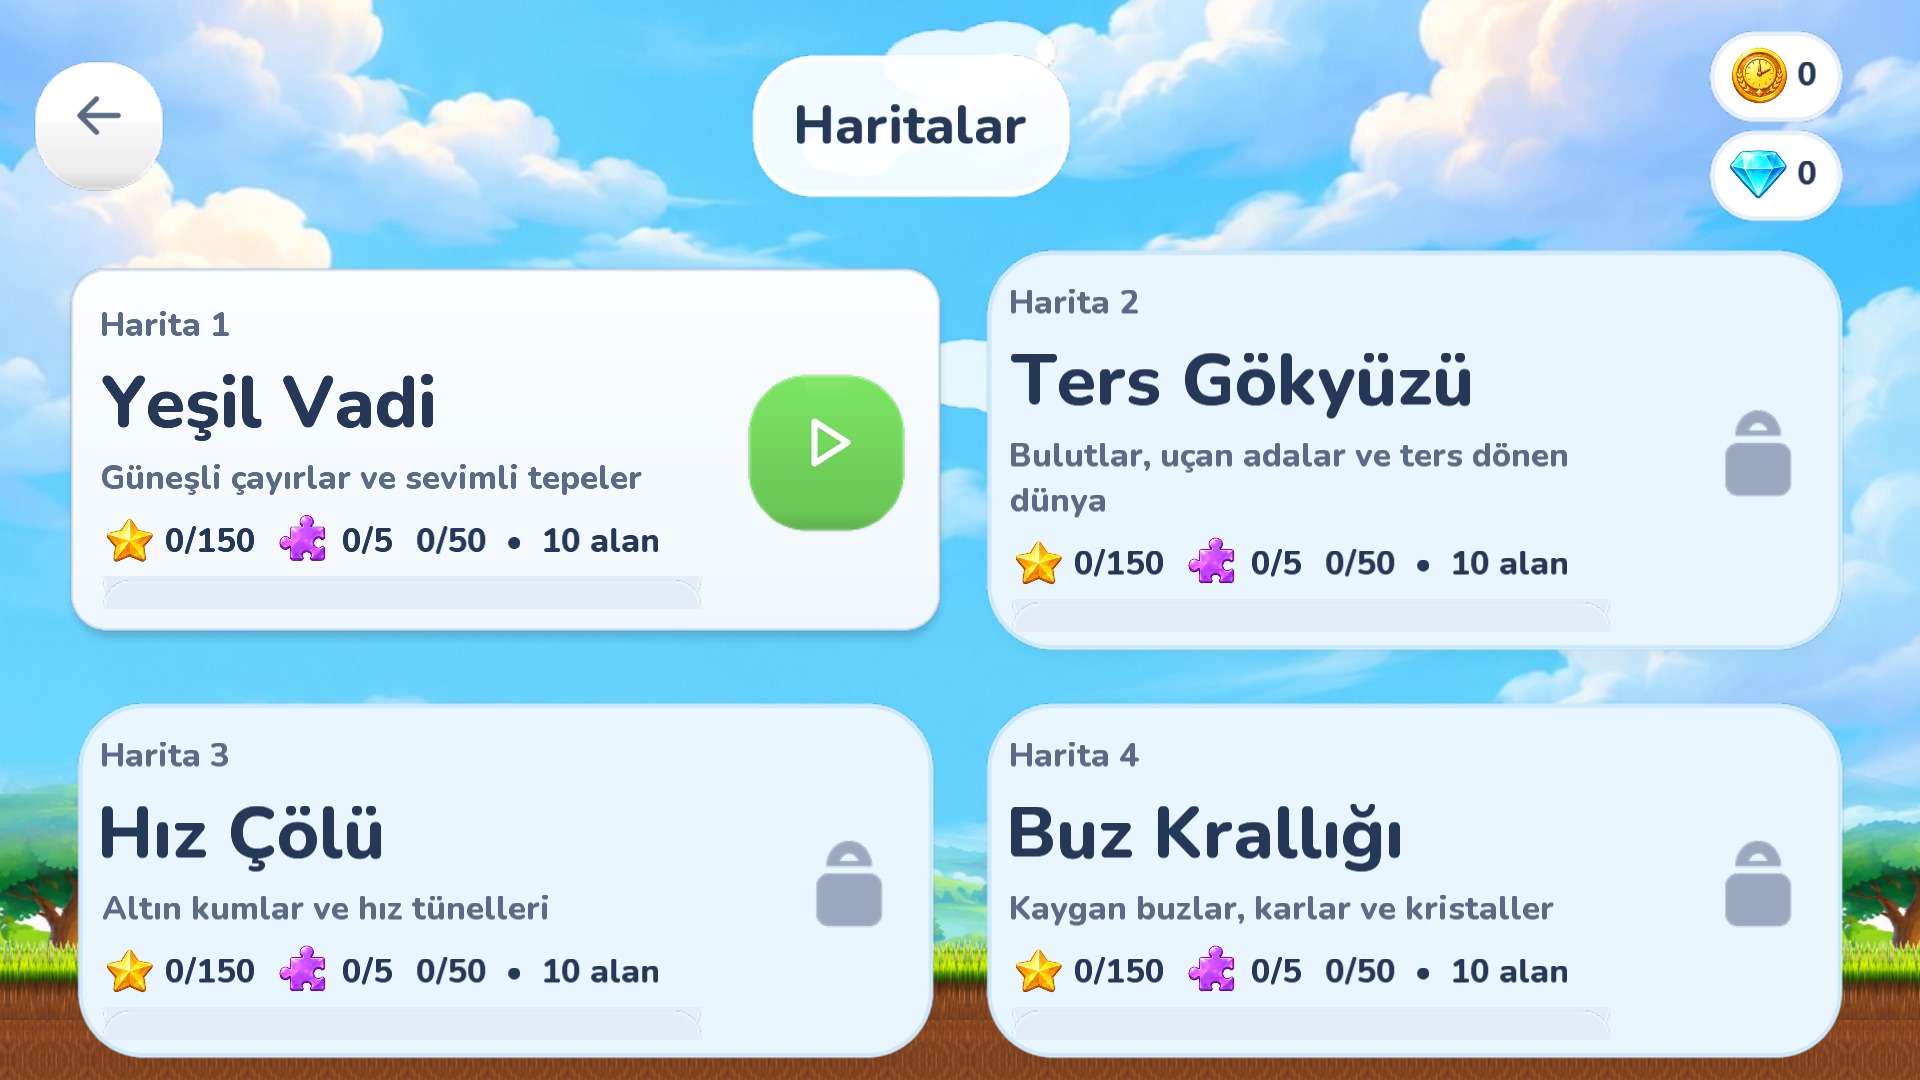 Haritalar
0
0
Harita 1
Yeşil Vadi
Güneşli çayırlar ve sevimli tepeler
0/150 0/5 0/50 • 10 alan
Harita 2
Ters Gökyüzü
Bulutlar, uçan adalar ve ters dönen
dünya
0/150 0/5 0/50 • 10 alan
Harita 3
Hız Çölü
Altın kumlar ve hız tünelleri
0/150 0/5 0/50 • 10 alan
Harita 4
Buz Krallığı
Kaygan buzlar, karlar ve kristaller
0/150 0/5 0/50 • 10 alan